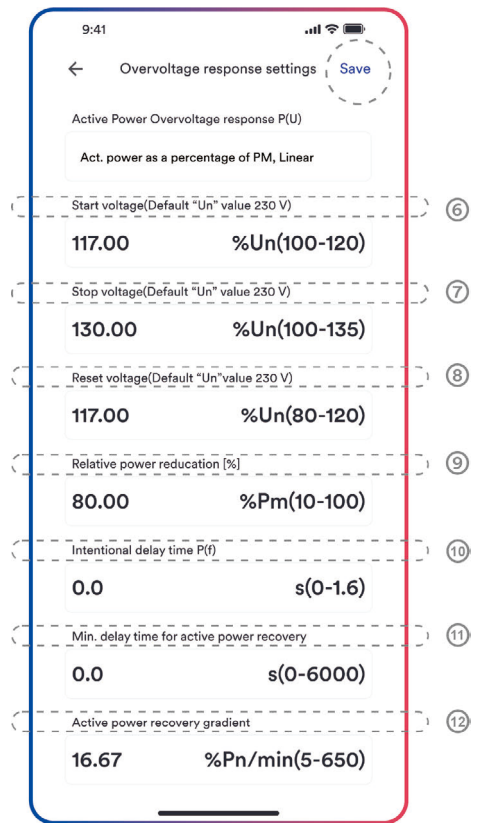 9:41
Overvoltage response settings Save
Active Power Overvoltage response P(U)
Act. power as a percentage of PM, Linear
Start voltage(Default “Un” value 230 V) ⑥
117.00 %Un(100-120)
Stop voltage(Default “Un” value 230 V) ⑦
130.00 %Un(100-135)
Reset voltage(Default “Un”value 230 V) ⑧
117.00 %Un(80-120)
Relative power reducation [%] ⑨
80.00 %Pm(10-100)
Intentional delay time P(f) ⑩
0.0 s(0-1.6)
Min. delay time for active power recovery ⑪
0.0 s(0-6000)
Active power recovery gradient ⑫
16.67 %Pn/min(5-650)